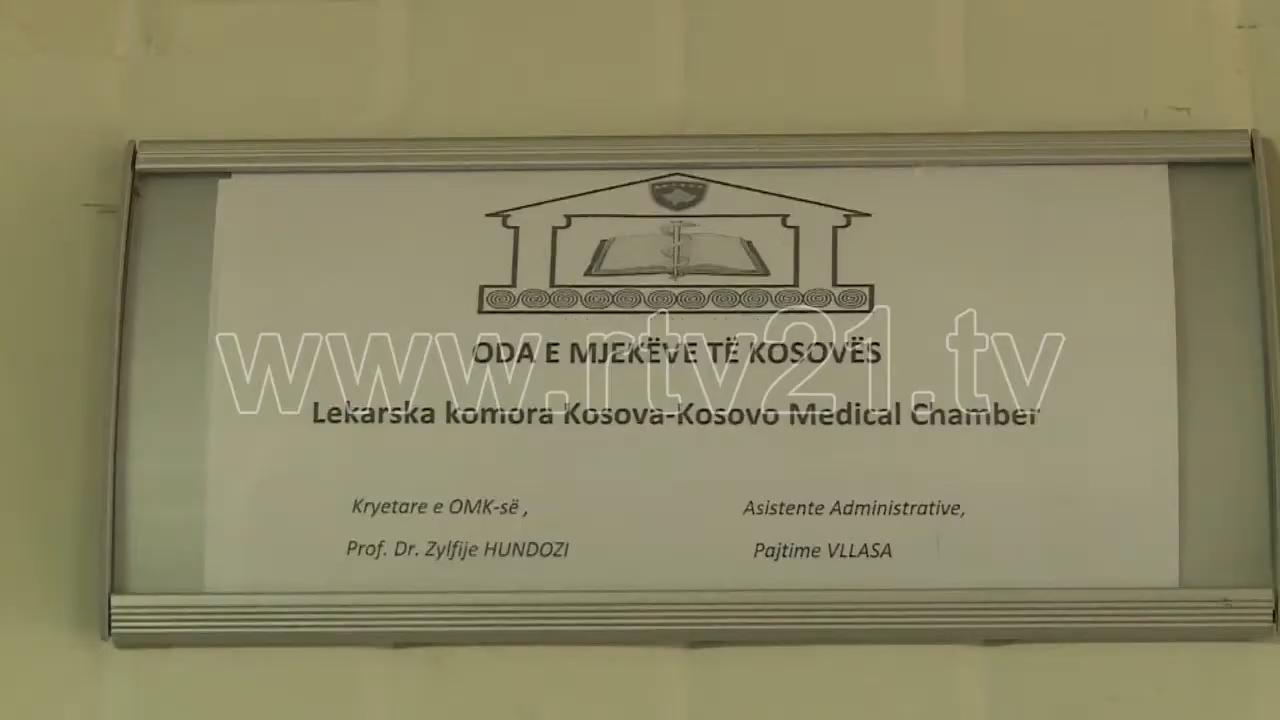 ODA E MJEKËVE TË KOSOVËS
www.rtv21.tv
Lekarska komora Kosova-Kosovo Medical Chamber
Kryetare e OMK-së , Asistente Administrative,
Prof. Dr. Zylfije HUNDOZI Pajtime VLLASA